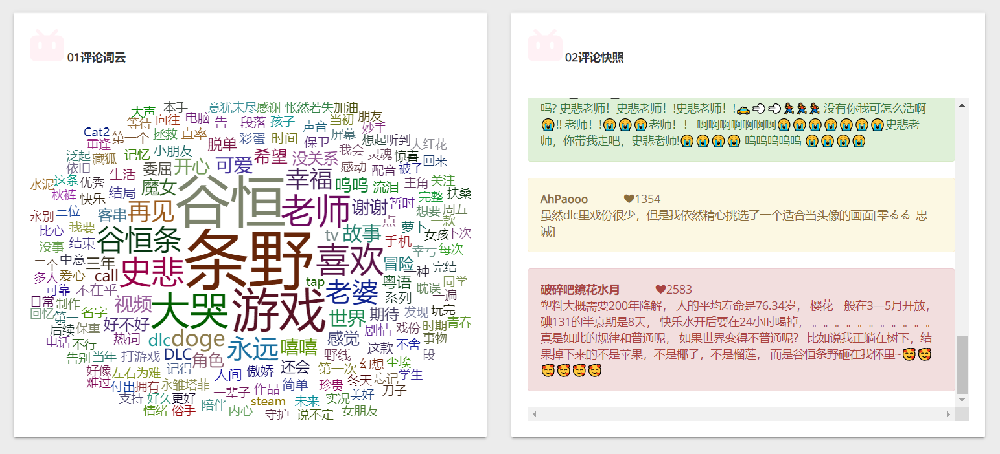 01评论词云
本手 意犹未尽 感谢 怅然若失 加油
大声 等待 向往 电脑 告一段落 孩子 声音 当初 朋友 妙手
Cat2 第一个 拯救 直率 脱单 彩蛋 时间 保卫 屏幕 想起 听到 大红花
重逢 泛起 藏狐 记忆 小朋友 希望 没关系 我会 灵魂 惊喜 回来
依旧 委屈 开心 可爱 感动 配音 被子
水泥 这条 优秀 生活 魔女 谷恒 幸福 呜呜 流泪 主角 关注
秋裤 快乐 结局 老师 谢谢 暂时 完整 扶桑
永别 三位 客串 再见 想要 周五
比心 我要 谷恒条 tv 故事 一点 萝卜 一款 女孩 下次
没事 结束 条野 喜欢 手机 幸亏 每次
三个 中意 三年 史悲 冒险 一种 完结
多人 爱心 call tap 老婆 粤语 耽误 同学
可靠 不在乎 系列 一遍
日常 制作 视频 大哭 游戏 世界 期待 发现 玩完
回忆 第一 名字 好不好 青春
后续 保重 热词 dlc doge 永远 嘻嘻 感觉 剧情 戏份 时期
电话 不行 DLC 角色 野线 这款 不舍 事物
告别 当年 打游戏 还会 幻想 尘埃 一段
好像 左右为难 记得 人间 傲娇 第一次 冬天 忘记 学生
难过 付出 拥有 永雏塔菲 一辈子 作品 简单 珍贵 美好 刀子
支持 好久 更好 陪伴 steam 未来 实况
情绪 俗手 内心 守护 说不定 女朋友
02评论快照
吗? 史悲老师！史悲老师！!史悲老师！!🚗💨💨🏃🏃🏃 没有你我可怎么活啊
😭!! 老师！!😭😭😭老师！！ 啊啊啊啊啊啊啊😭😭😭😭😭😭😭史悲老
师，你带我走吧，史悲老师!😭😭😭😭 呜呜呜呜呜 😭😭😭😭
AhPaooo ♥1354
虽然dlc里戏份很少，但是我依然精心挑选了一个适合当头像的画面[雫るる_忠
诚]
破碎吧鏡花水月 ♥2583
塑料大概需要200年降解， 人的平均寿命是76.34岁， 樱花一般在3—5月开放，
碘131的半衰期是8天， 快乐水开后要在24小时喝掉， 。。。。。。。。。。。
真是如此的规律和普通呢， 如果世界变得不普通呢？ 比如说我正躺在树下，结
果掉下来的不是苹果，不是椰子，不是榴莲， 而是谷恒条野砸在我怀里~🥰🥰
🥰🥰🥰🥰